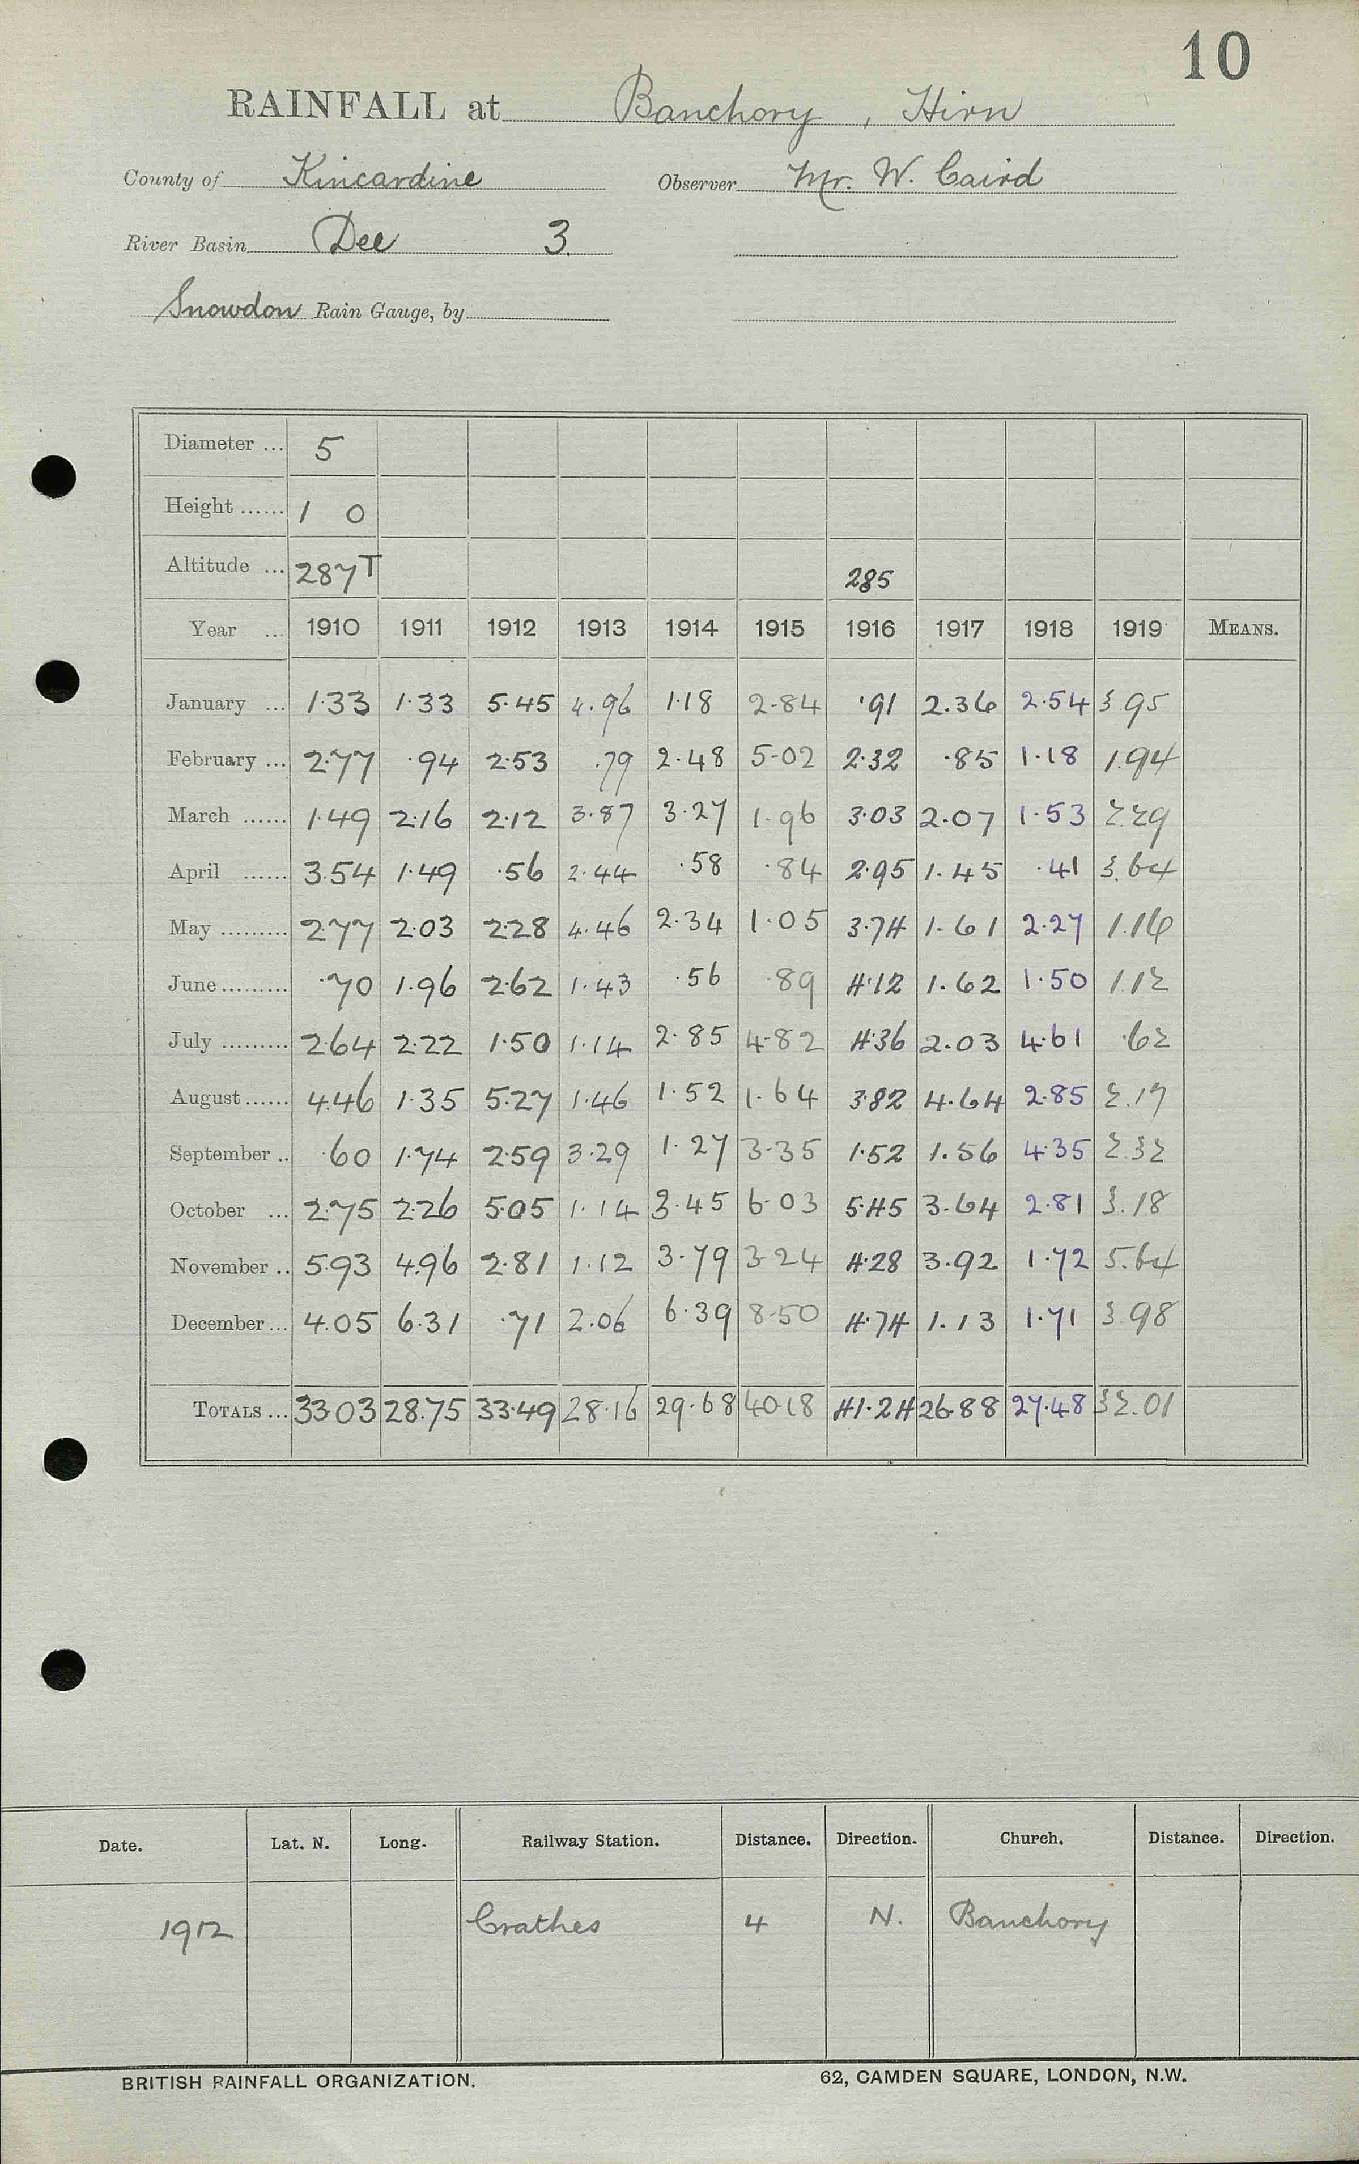 10
RAINFALL at Banchory, Hirn
County of Kincardine Observer Mr. W. Caird
River Basin Dee 3.
Snowdon Rain Gauge, by
Diameter ... 5
Height ...... 1 0
Altitude ... 287T 285
Year ... 1910 1911 1912 1913 1914 1915 1916 1917 1918 1919 MEANS.
January ... 1.33 1.33 5.45 4.96 1.18 2.84 .91 2.36 2.54 3.95
February ... 2.77 .94 2.53 .79 2.48 5.02 2.32 .85 1.18 1.94
March ...... 1.49 2.16 2.12 3.87 3.27 1.96 3.03 2.07 1.53 2.29
April ...... 3.54 1.49 .56 2.44 .58 .84 2.95 1.45 .41 3.64
May ......... 2.77 2.03 2.28 4.46 2.34 1.05 3.74 1.61 2.27 1.16
June ......... .70 1.96 2.62 1.43 .56 .89 4.12 1.62 1.50 1.12
July ......... 2.64 2.22 1.50 1.14 2.85 4.82 4.36 2.03 4.61 .62
August ...... 4.46 1.35 5.27 1.46 1.52 1.64 3.82 4.64 2.85 2.17
September .. .60 1.74 2.59 3.29 1.27 3.35 1.52 1.56 4.35 2.32
October ... 2.75 2.26 5.05 1.14 3.45 6.03 5.45 3.64 2.81 3.18
November .. 5.93 4.96 2.81 1.12 3.79 3.24 4.28 3.92 1.72 5.64
December ... 4.05 6.31 .71 2.06 6.39 8.50 4.74 1.13 1.71 3.98
TOTALS ... 33.03 28.75 33.49 28.16 29.68 40.18 41.24 26.88 27.48 32.01
Date. Lat. N. Long. Railway Station. Distance. Direction. Church. Distance. Direction.
1912 Crathes 4 N. Banchory
BRITISH RAINFALL ORGANIZATION. 62, CAMDEN SQUARE, LONDON, N.W.